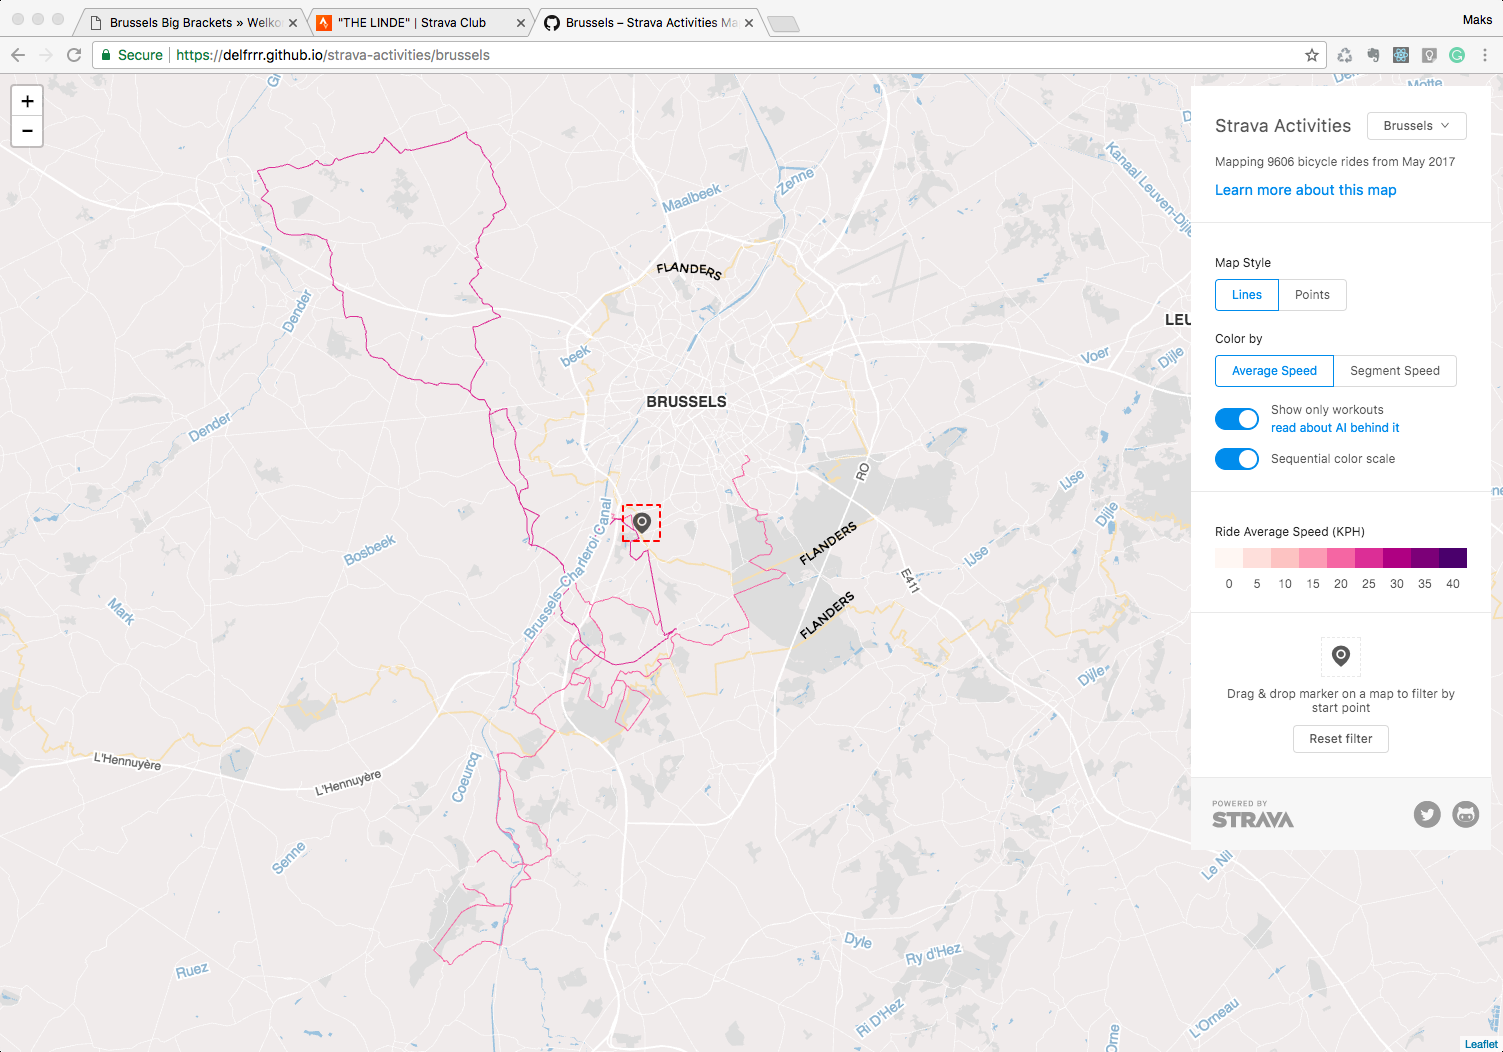 Brussels Big Brackets » Welko
"THE LINDE" | Strava Club
Brussels – Strava Activities Ma
Maks
Secure
https://delfrrr.github.io/strava-activities/brussels
+
−
Strava Activities
Brussels
Mapping 9606 bicycle rides from May 2017
Learn more about this map
Map Style
Lines
Points
Color by
Average Speed
Segment Speed
Show only workouts
read about AI behind it
Sequential color scale
Ride Average Speed (KPH)
0 5 10 15 20 25 30 35 40
Drag & drop marker on a map to filter by
start point
Reset filter
POWERED BY
STRAVA
Motte
Kanaal Leuven-Dijle
Zenne
Maalbeek
FLANDERS
Dender
LEU
Voer
Dijle
beek
BRUSSELS
Dender
RO
IJse
Dijle
Brussels-Charleroi-Canal
FLANDERS
IJse
Bosbeek
E411
Mark
FLANDERS
Dijle
L'Hennuyère
L'Hennuyère
Coeurcq
Senne
Le Nil
Dyle
Ry d'Hez
Ruez
Ri D'Hez
L'Orneau
Orne
Leaflet